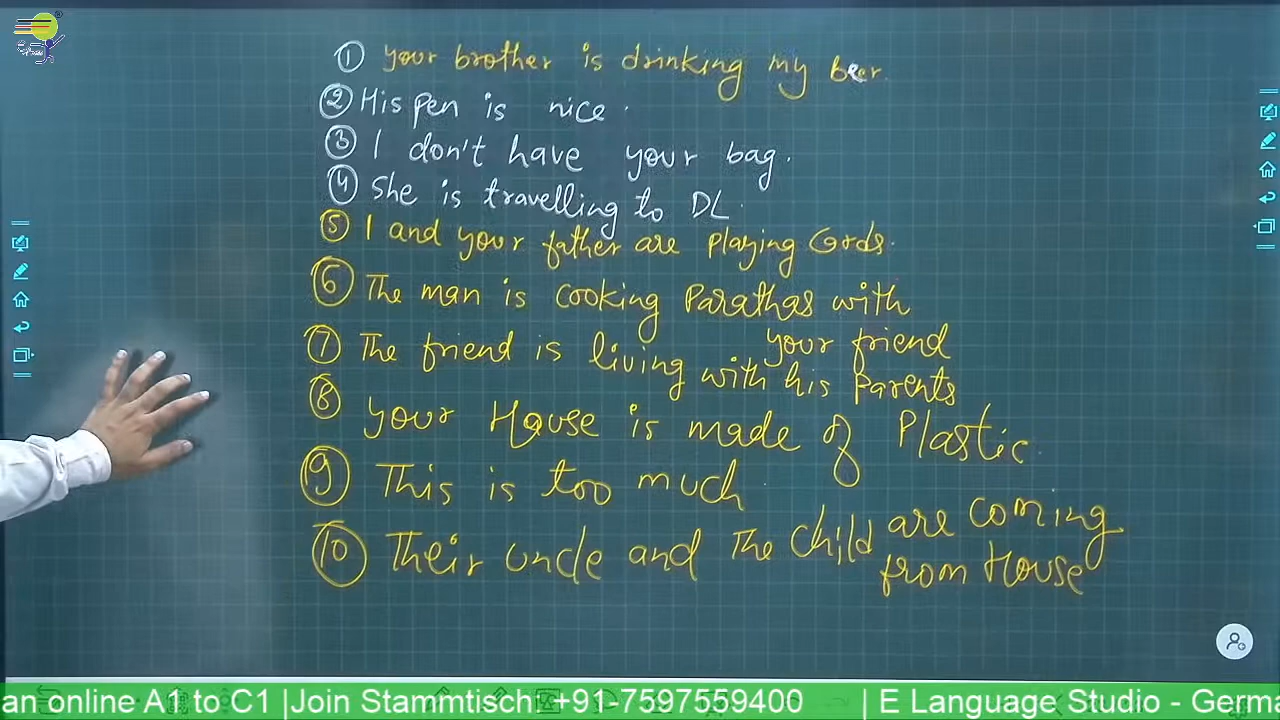 ① your brother is drinking my beer.
② His pen is nice.
③ I don't have your bag.
④ She is travelling to DL.
⑤ I and your father are playing Cards.
⑥ The man is cooking Parathas with
your friend
⑦ The friend is living with his Parents
⑧ your House is made of Plastic.
⑨ This is too much.
⑩ Their uncle and The Child are coming
from House
an online A1 to C1 |Join Stammtisch! +91-7597559400 | E Language Studio - Germa